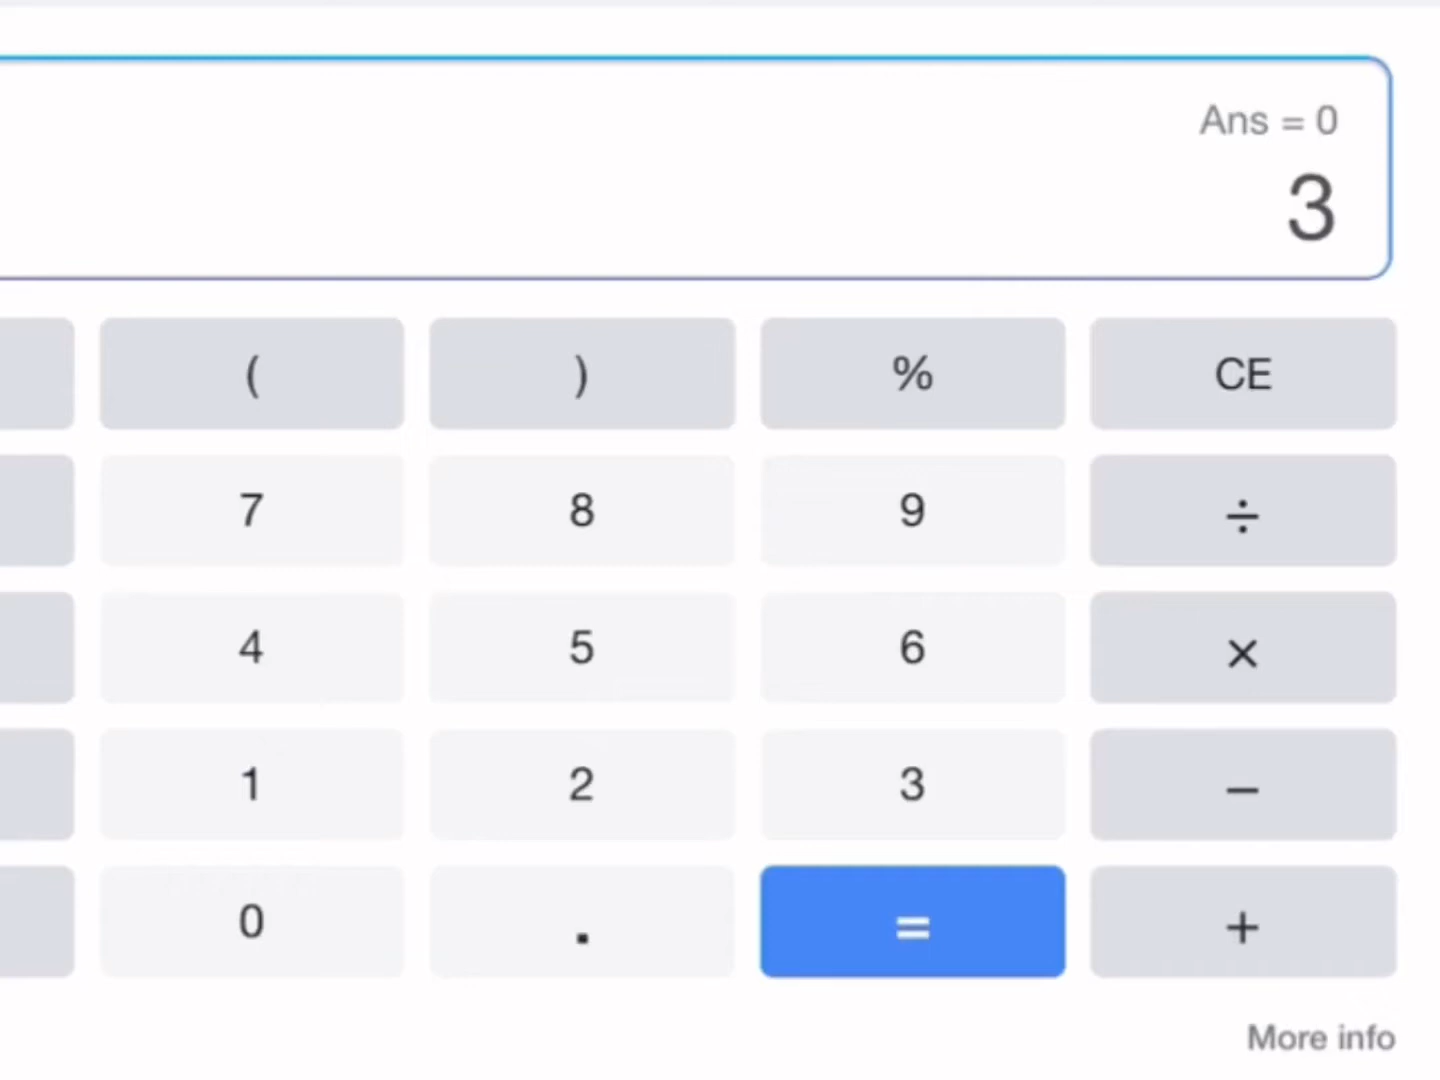 Ans = 0
3
( ) % CE
7 8 9 ÷
4 5 6 ×
1 2 3 −
0 . = +
More info